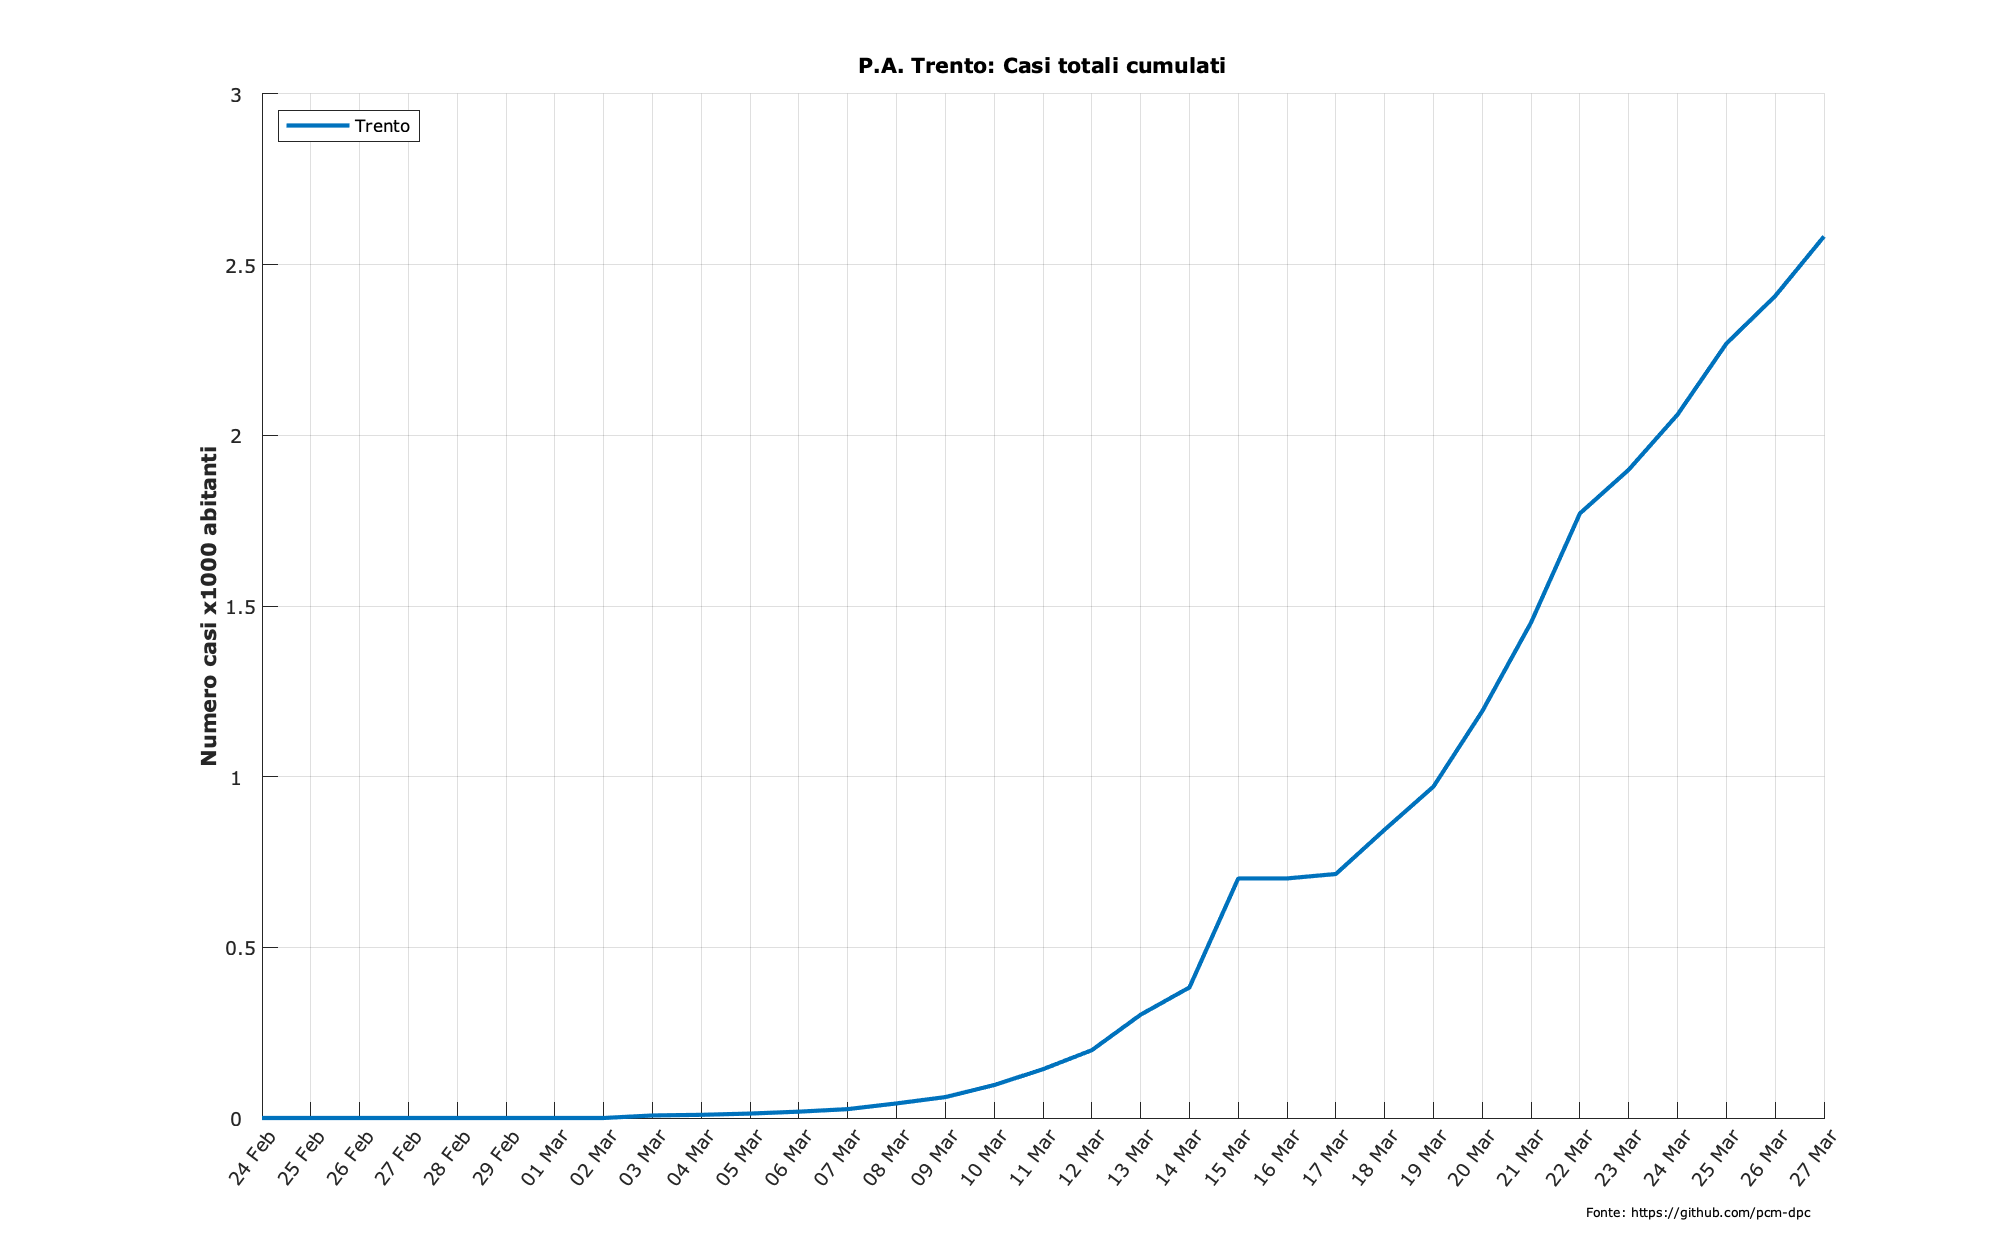 P.A. Trento: Casi totali cumulati
Trento
Numero casi x1000 abitanti
3
2.5
2
1.5
1
0.5
0
24 Feb
25 Feb
26 Feb
27 Feb
28 Feb
29 Feb
01 Mar
02 Mar
03 Mar
04 Mar
05 Mar
06 Mar
07 Mar
08 Mar
09 Mar
10 Mar
11 Mar
12 Mar
13 Mar
14 Mar
15 Mar
16 Mar
17 Mar
18 Mar
19 Mar
20 Mar
21 Mar
22 Mar
23 Mar
24 Mar
25 Mar
26 Mar
27 Mar
Fonte: https://github.com/pcm-dpc